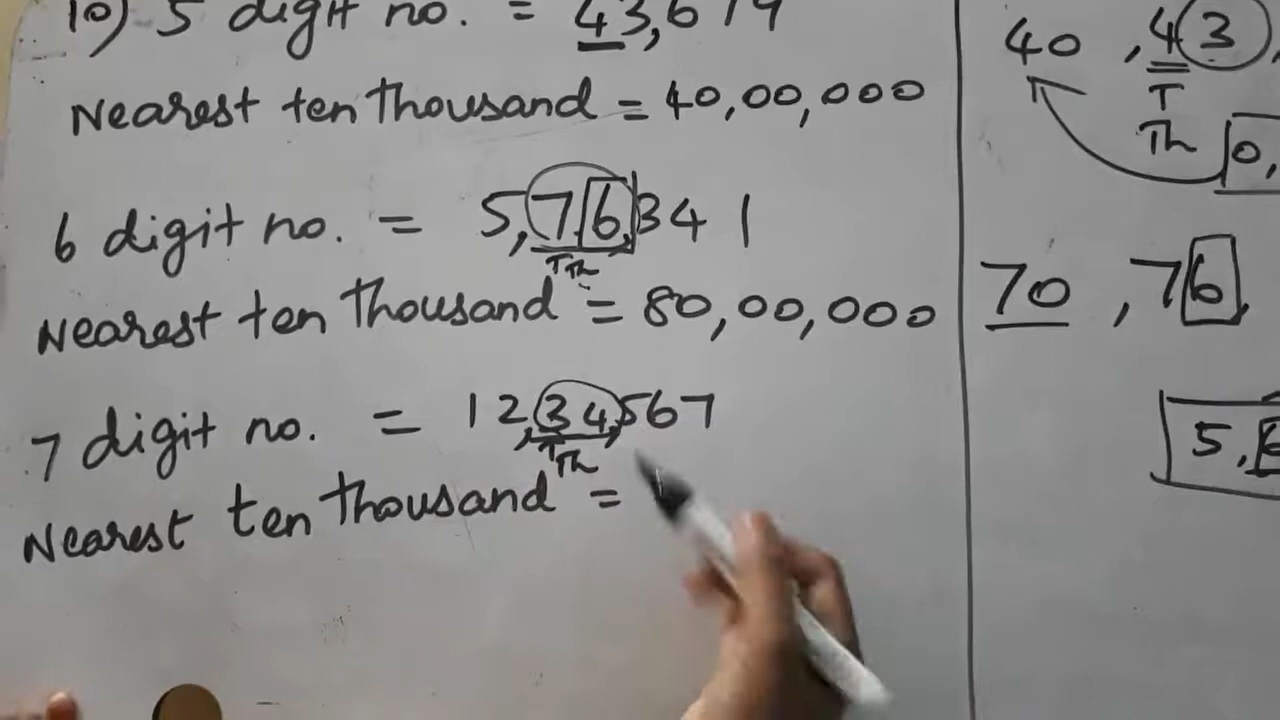 10) 5 digit no. = 43,679
Nearest ten thousand = 40,00,000
6 digit no. = 5,76,341
T Th
Nearest ten thousand = 80,00,000
7 digit no. = 12,34,567
T Th
Nearest ten thousand =
40 , 43,
T
Th
0,
70 , 76,
5,